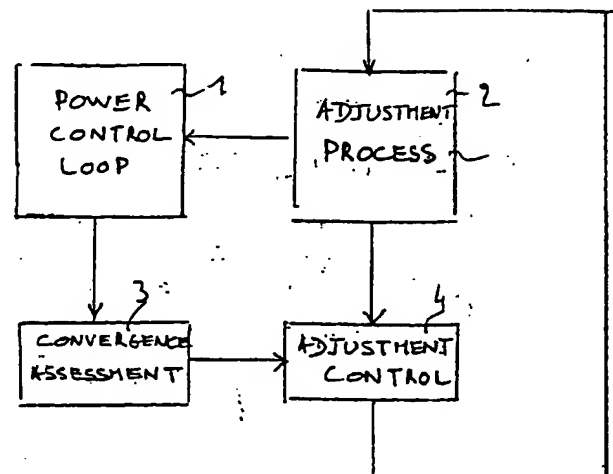 POWER
CONTROL
LOOP
1
ADJUSTMENT
PROCESS
2
CONVERGENCE
ASSESSMENT
3
ADJUSTMENT
CONTROL
4